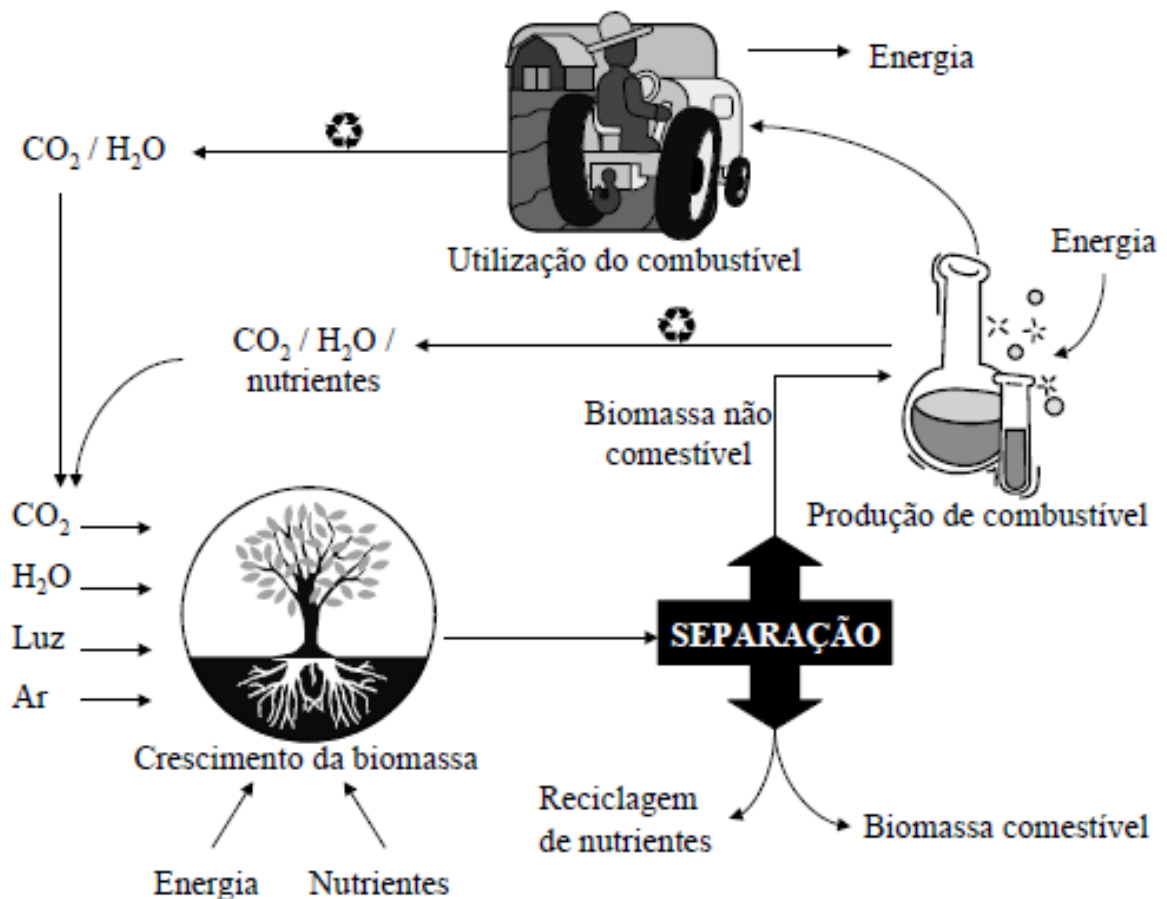 Energia
CO₂ / H₂O
Utilização do combustível
Energia
CO₂ / H₂O /
nutrientes
Biomassa não
comestível
Produção de combustível
CO₂
H₂O
Luz
Ar
SEPARAÇÃO
Crescimento da biomassa
Reciclagem
de nutrientes
Biomassa comestível
Energia
Nutrientes